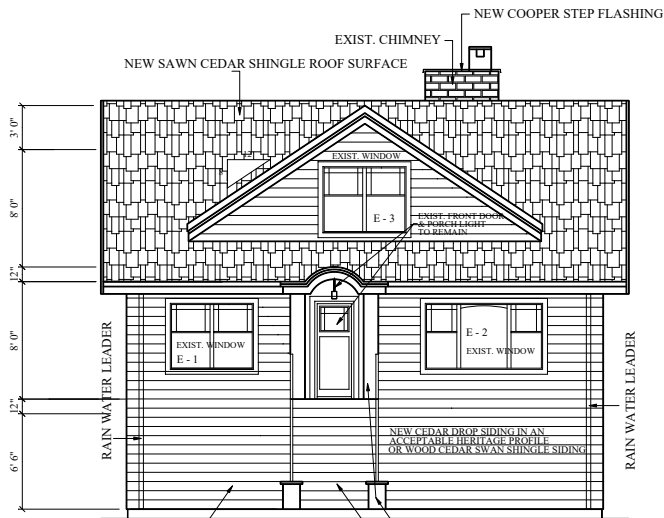 NEW COOPER STEP FLASHING
EXIST. CHIMNEY
NEW SAWN CEDAR SHINGLE ROOF SURFACE
3' 0"
12
EXIST. WINDOW
E - 3
8' 0"
EXIST. FRONT DOOR
& PORCH LIGHT
TO REMAIN
12"
8' 0"
EXIST. WINDOW
E - 1
E - 2
EXIST. WINDOW
RAIN WATER LEADER
RAIN WATER LEADER
12"
NEW CEDAR DROP SIDING IN AN
ACCEPTABLE HERITAGE PROFILE
OR WOOD CEDAR SWAN SHINGLE SIDING
6' 6"